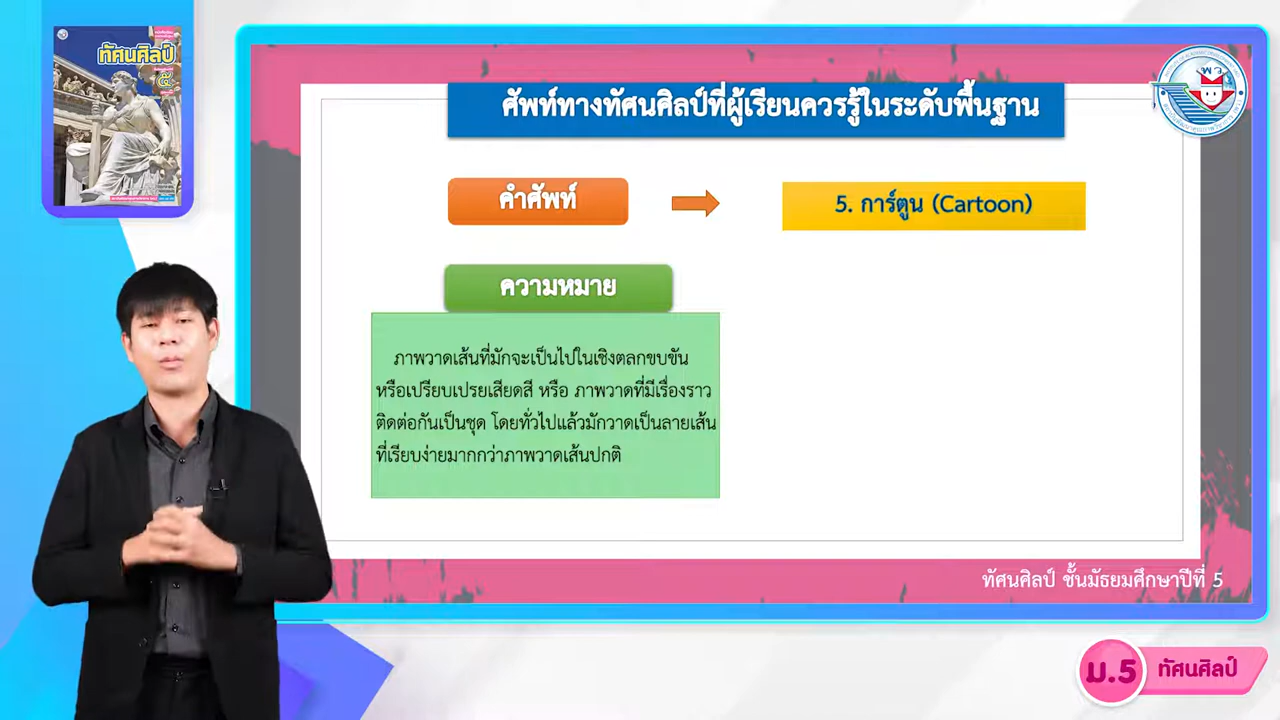 ทัศนศิลป์
๕
พว
ศัพท์ทางทัศนศิลป์ที่ผู้เรียนควรรู้ในระดับพื้นฐาน
คำศัพท์
5. การ์ตูน (Cartoon)
ความหมาย
ภาพวาดเส้นที่มักจะเป็นไปในเชิงตลกขบขัน
หรือเปรียบเปรยเสียดสี หรือ ภาพวาดที่มีเรื่องราว
ติดต่อกันเป็นชุด โดยทั่วไปแล้วมักวาดเป็นลายเส้น
ที่เรียบง่ายมากกว่าภาพวาดเส้นปกติ
ทัศนศิลป์ ชั้นมัธยมศึกษาปีที่ 5
ม.5 ทัศนศิลป์